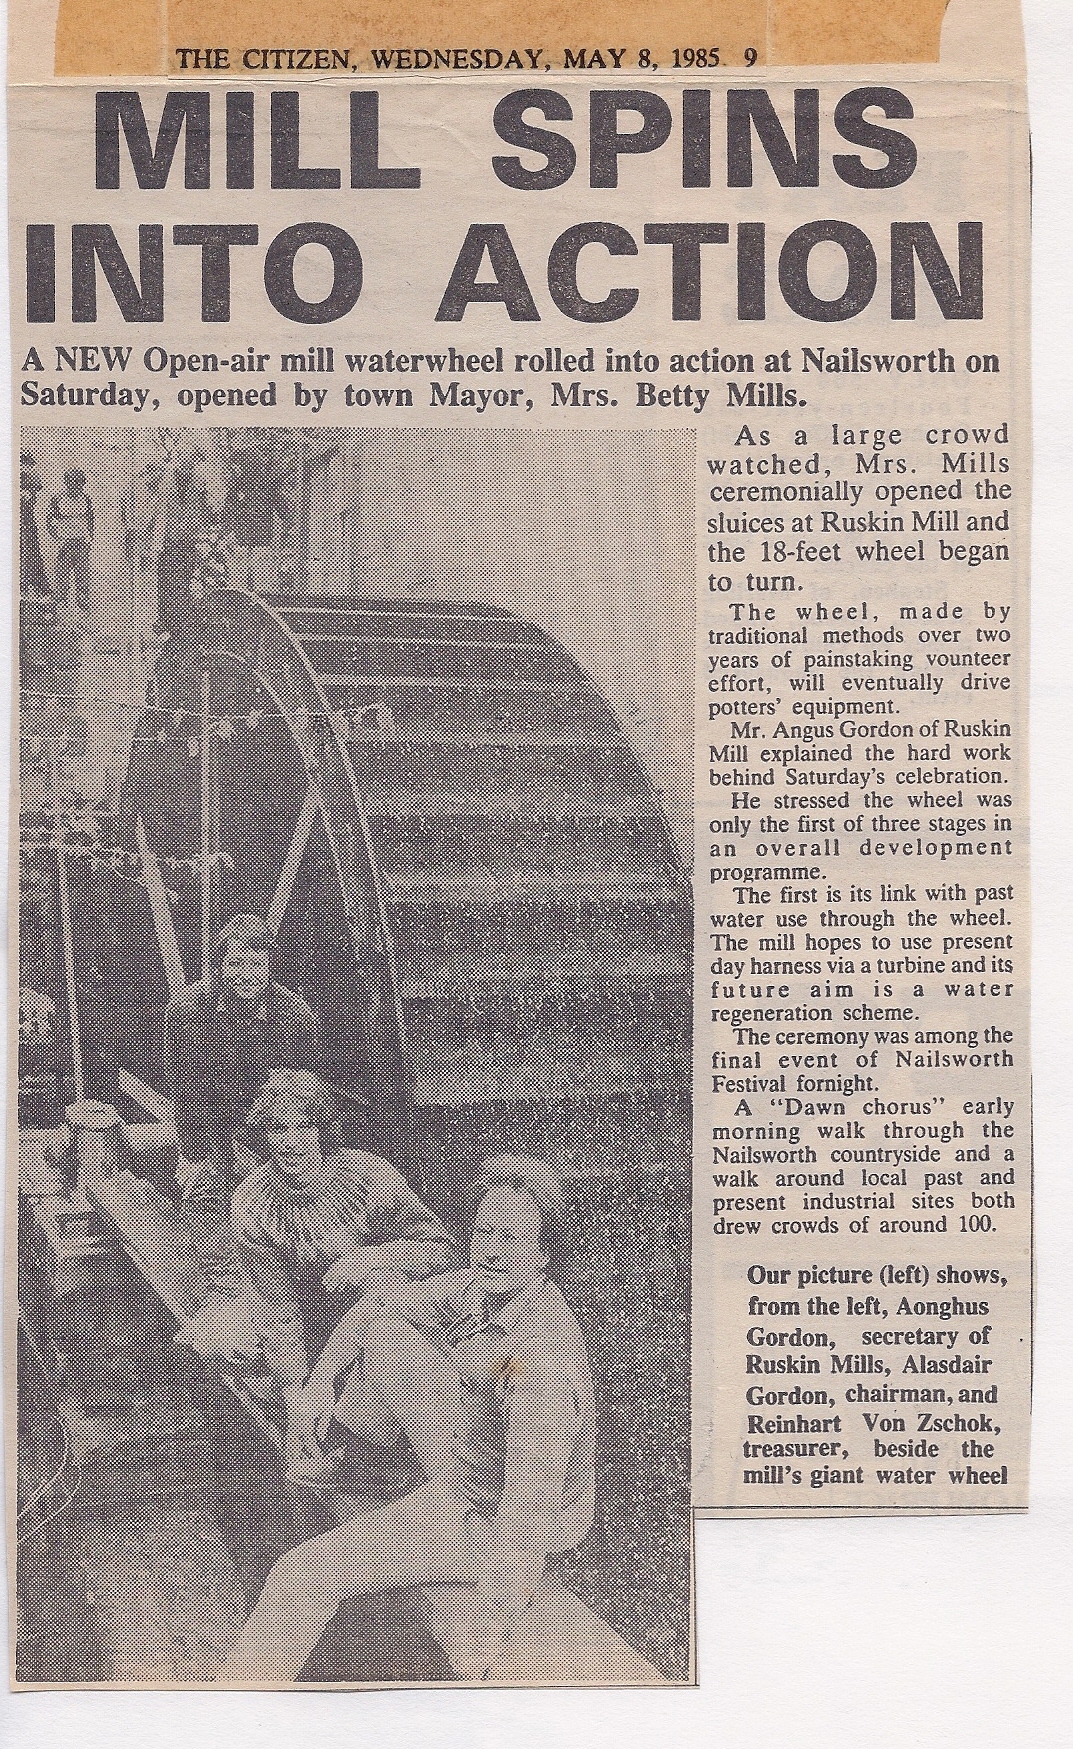 THE CITIZEN, WEDNESDAY, MAY 8, 1985. 9
MILL SPINS
INTO ACTION
A NEW Open-air mill waterwheel rolled into action at Nailsworth on
Saturday, opened by town Mayor, Mrs. Betty Mills.
As a large crowd
watched, Mrs. Mills
ceremonially opened the
sluices at Ruskin Mill and
the 18-feet wheel began
to turn.
The wheel, made by
traditional methods over two
years of painstaking vounteer
effort, will eventually drive
potters' equipment.
Mr. Angus Gordon of Ruskin
Mill explained the hard work
behind Saturday's celebration.
He stressed the wheel was
only the first of three stages in
an overall development
programme.
The first is its link with past
water use through the wheel.
The mill hopes to use present
day harness via a turbine and its
future aim is a water
regeneration scheme.
The ceremony was among the
final event of Nailsworth
Festival fornight.
A "Dawn chorus" early
morning walk through the
Nailsworth countryside and a
walk around local past and
present industrial sites both
drew crowds of around 100.
Our picture (left) shows,
from the left, Aonghus
Gordon, secretary of
Ruskin Mills, Alasdair
Gordon, chairman, and
Reinhart Von Zschok,
treasurer, beside the
mill's giant water wheel